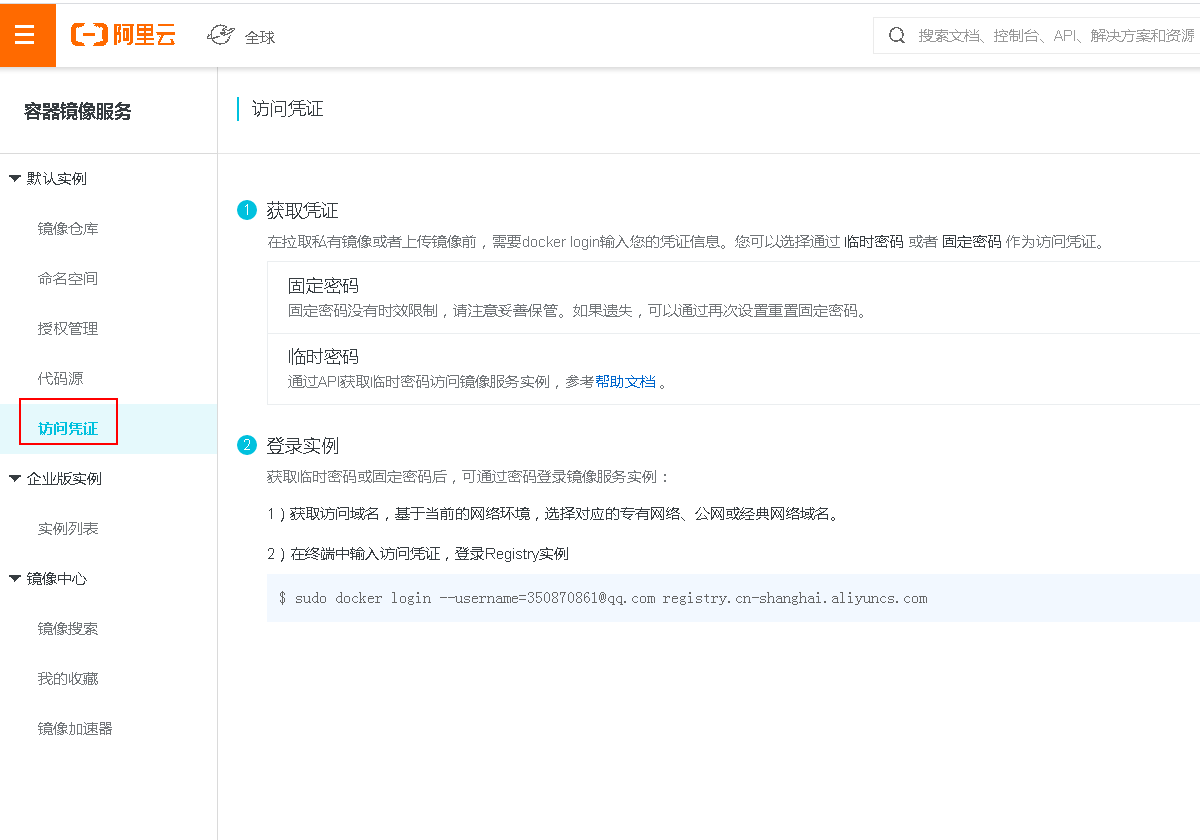 阿里云
全球
搜索文档、控制台、API、解决方案和资源
容器镜像服务
默认实例
镜像仓库
命名空间
授权管理
代码源
访问凭证
企业版实例
实例列表
镜像中心
镜像搜索
我的收藏
镜像加速器
访问凭证
1 获取凭证
在拉取私有镜像或者上传镜像前，需要docker login输入您的凭证信息。您可以选择通过 临时密码 或者 固定密码 作为访问凭证。
固定密码
固定密码没有时效限制，请注意妥善保管。如果遗失，可以通过再次设置重置固定密码。
临时密码
通过API获取临时密码访问镜像服务实例，参考帮助文档 。
2 登录实例
获取临时密码或固定密码后，可通过密码登录镜像服务实例：
1）获取访问域名，基于当前的网络环境，选择对应的专有网络、公网或经典网络域名。
2）在终端中输入访问凭证，登录Registry实例
$ sudo docker login --username=350870861@qq.com registry.cn-shanghai.aliyuncs.com